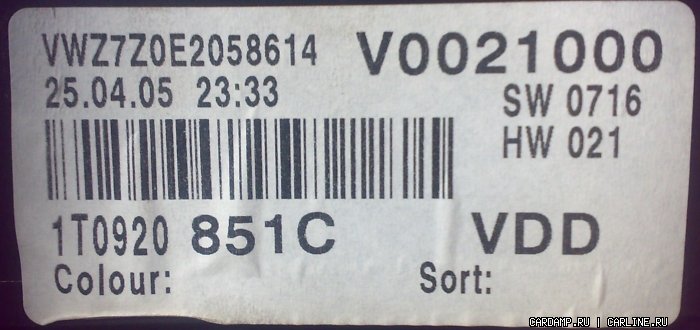 VWZ7Z0E2058614 V0021000
25.04.05 23:33 SW 0716
HW 021
1T0920 851C VDD
Colour: Sort:
CARDAMP.RU | CARLINE.RU